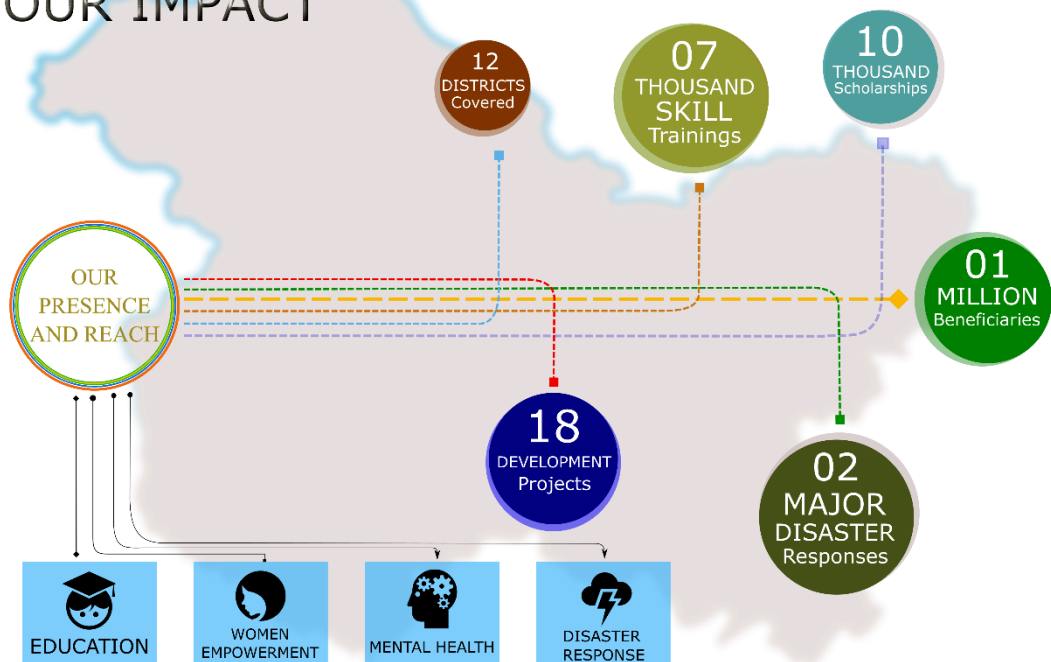 OUR IMPACT
12
DISTRICTS
Covered
07
THOUSAND
SKILL
Trainings
10
THOUSAND
Scholarships
OUR
PRESENCE
AND REACH
01
MILLION
Beneficiaries
18
DEVELOPMENT
Projects
02
MAJOR
DISASTER
Responses
EDUCATION
WOMEN
EMPOWERMENT
MENTAL HEALTH
DISASTER
RESPONSE